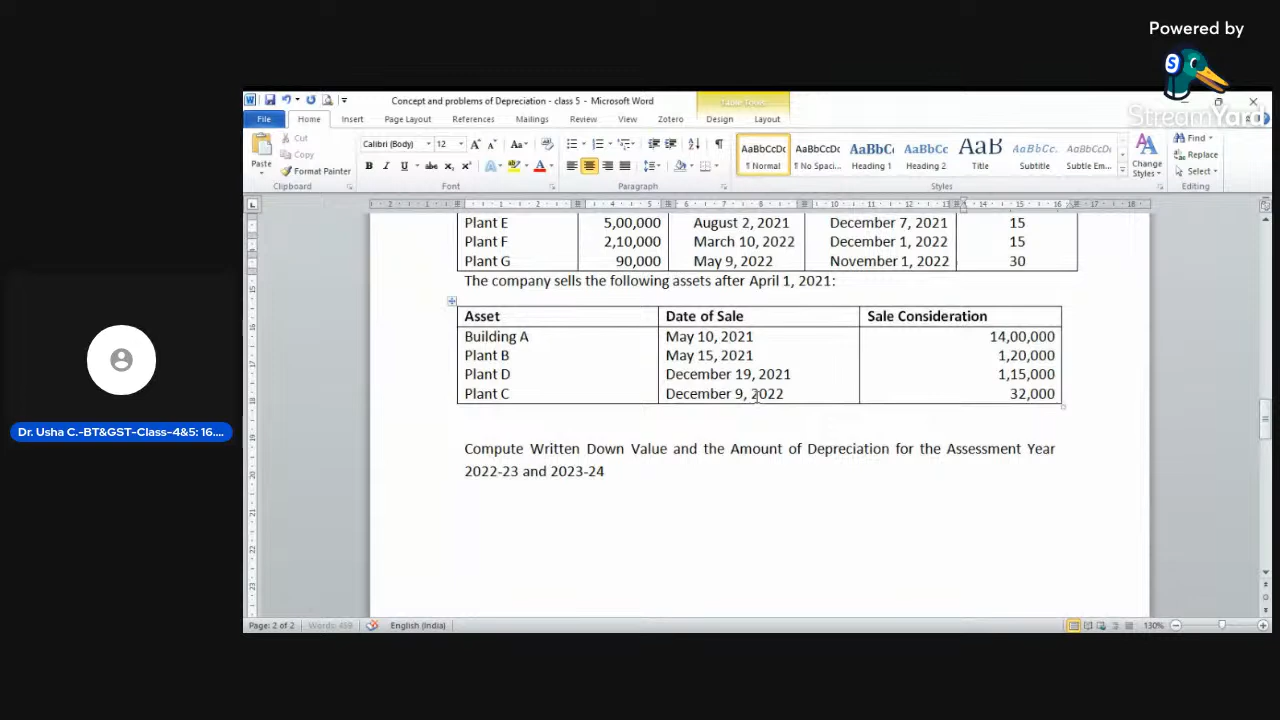 Powered by
S
StreamYard
W
Concept and problems of Depreciation - class 5 - Microsoft Word
Table Tools
File Home Insert Page Layout References Mailings Review View Zotero Design Layout
Cut
Copy
Format Painter
Paste
Calibri (Body) 12
AaBbCcDc AaBbCcDc AaBbCc AaBbCc AaB AaBbCc. AaBbCcDc
¶ Normal ¶ No Spaci... Heading 1 Heading 2 Title Subtitle Subtle Em...
Change
Styles
Find
Replace
Select
Clipboard Font Paragraph Styles Editing
Plant E 5,00,000 August 2, 2021 December 7, 2021 15
Plant F 2,10,000 March 10, 2022 December 1, 2022 15
Plant G 90,000 May 9, 2022 November 1, 2022 30
The company sells the following assets after April 1, 2021:
Asset Date of Sale Sale Consideration
Building A May 10, 2021 14,00,000
Plant B May 15, 2021 1,20,000
Plant D December 19, 2021 1,15,000
Plant C December 9, 2022 32,000
Compute Written Down Value and the Amount of Depreciation for the Assessment Year
2022-23 and 2023-24
Dr. Usha C.-BT&GST-Class-4&5: 16....
Page: 2 of 2 Words: 459 English (India) 130%